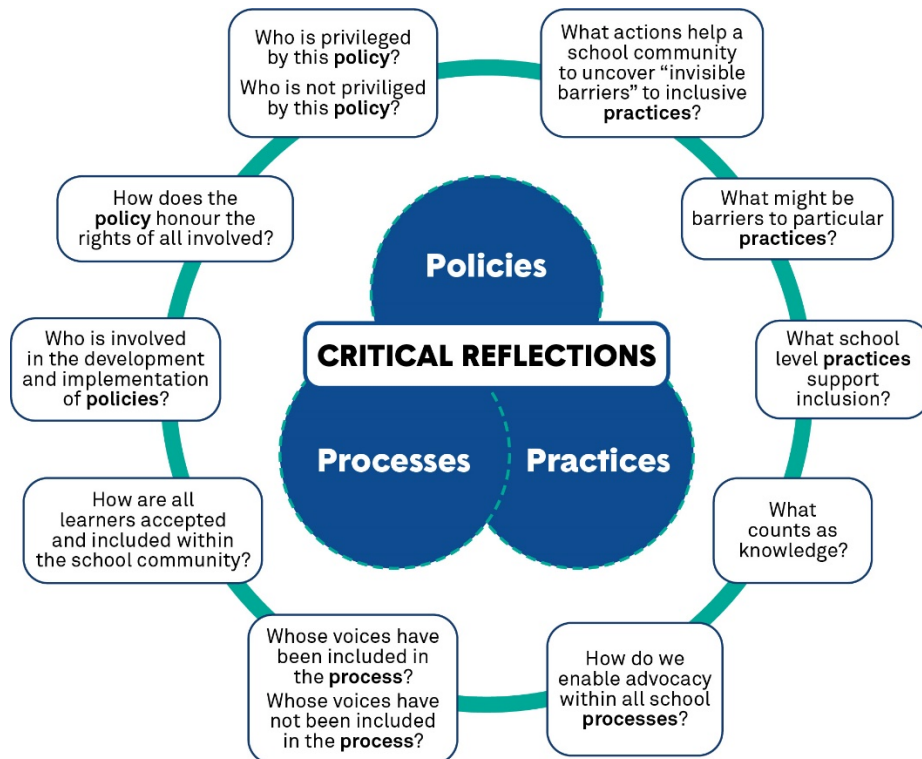 Who is privileged
by this policy?
Who is not priviliged
by this policy?
What actions help a
school community
to uncover “invisible
barriers” to inclusive
practices?
What might be
barriers to particular
practices?
What school
level practices
support
inclusion?
What
counts as
knowledge?
How do we
enable advocacy
within all school
processes?
Whose voices have
been included in
the process?
Whose voices have
not been included
in the process?
How are all
learners accepted
and included within
the school community?
Who is involved
in the development
and implementation
of policies?
How does the
policy honour the
rights of all involved?
Policies
CRITICAL REFLECTIONS
Processes
Practices